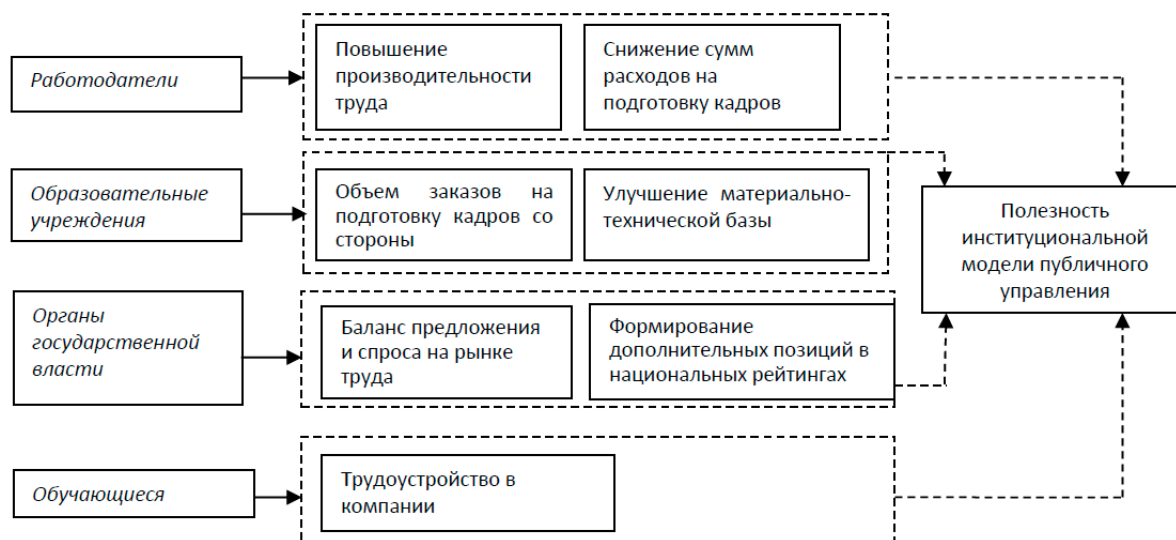 Работодатели
Повышение
производительности
труда
Снижение сумм
расходов на
подготовку кадров
Образовательные
учреждения
Объем заказов на
подготовку кадров со
стороны
Улучшение материально-
технической базы
Полезность
институциональной
модели публичного
управления
Органы
государственной
власти
Баланс предложения
и спроса на рынке
труда
Формирование
дополнительных позиций в
национальных рейтингах
Обучающиеся
Трудоустройство в
компании